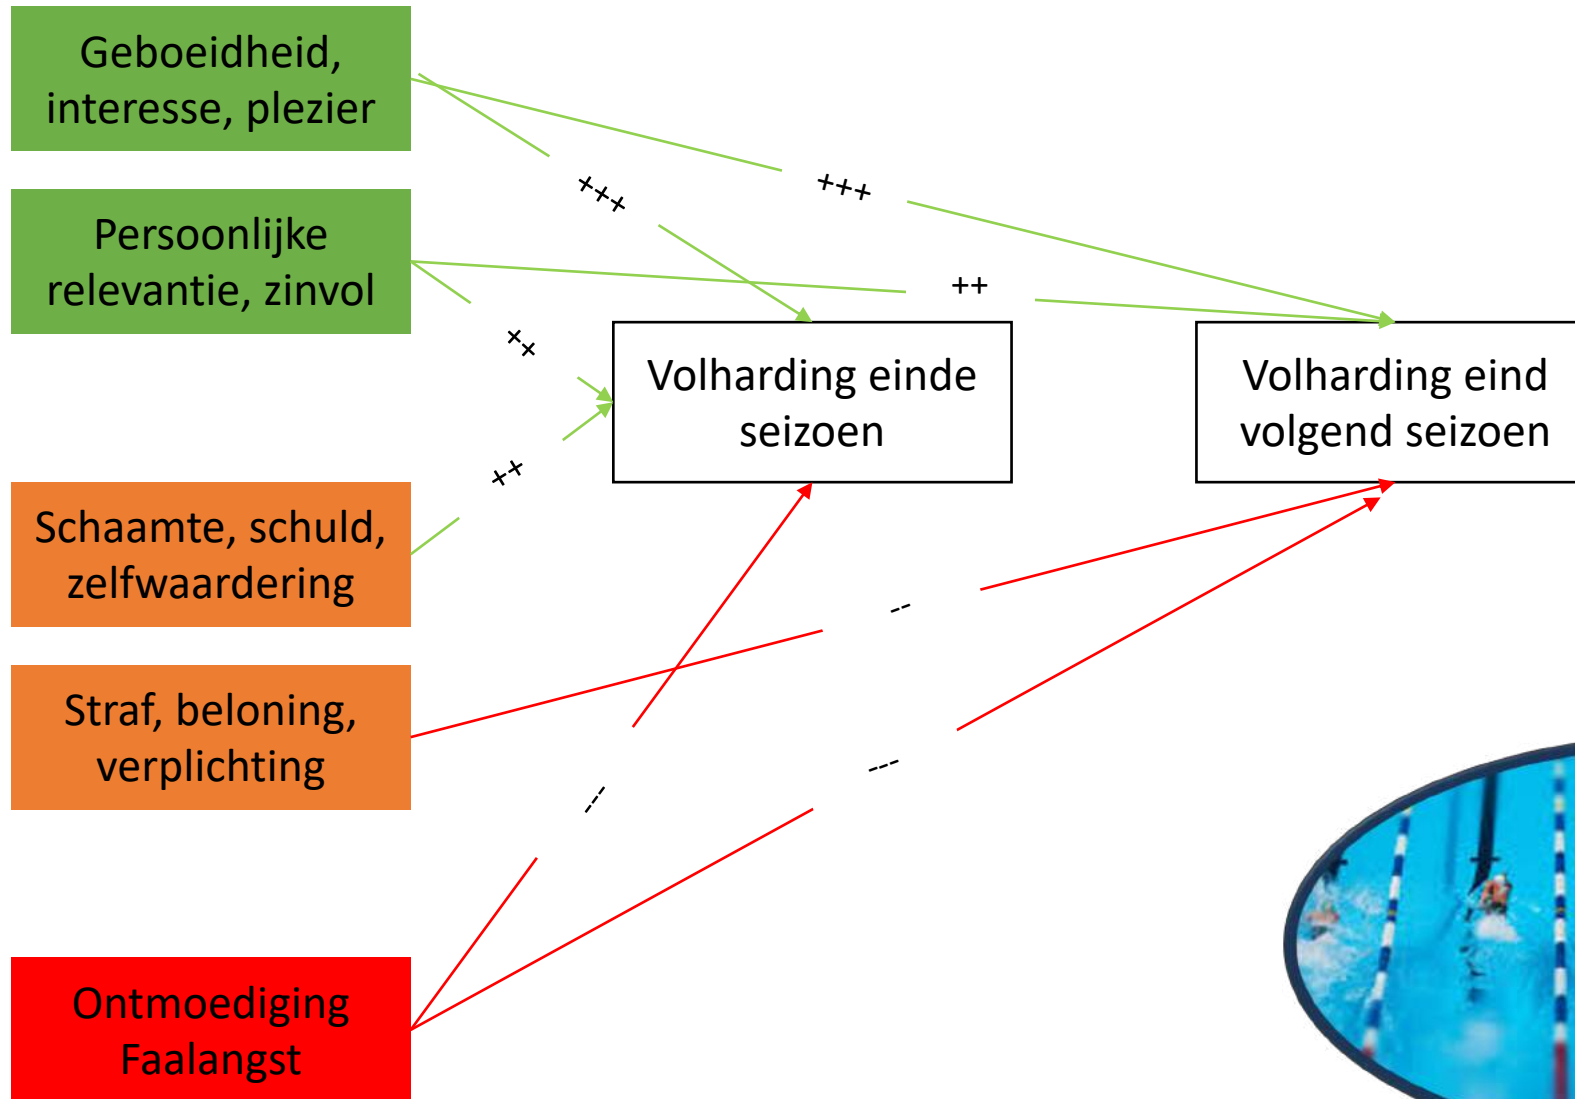 Geboeidheid,
interesse, plezier
+++
+++
Persoonlijke
relevantie, zinvol
++
++
Volharding einde
seizoen
Volharding eind
volgend seizoen
++
Schaamte, schuld,
zelfwaardering
--
Straf, beloning,
verplichting
---
---
Ontmoediging
Faalangst